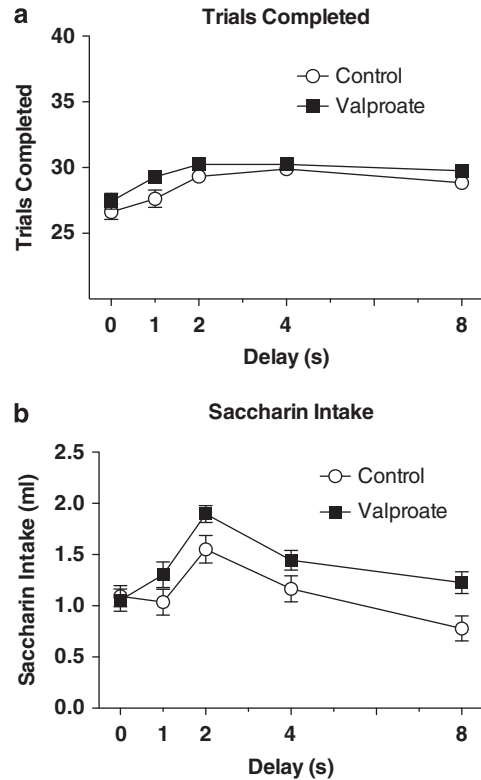 a
Trials Completed
40
35
30
25
Trials Completed
Control
Valproate
0 1 2 4 8
Delay (s)
b
Saccharin Intake
2.5
2.0
1.5
1.0
0.5
0.0
Saccharin Intake (ml)
Control
Valproate
0 1 2 4 8
Delay (s)